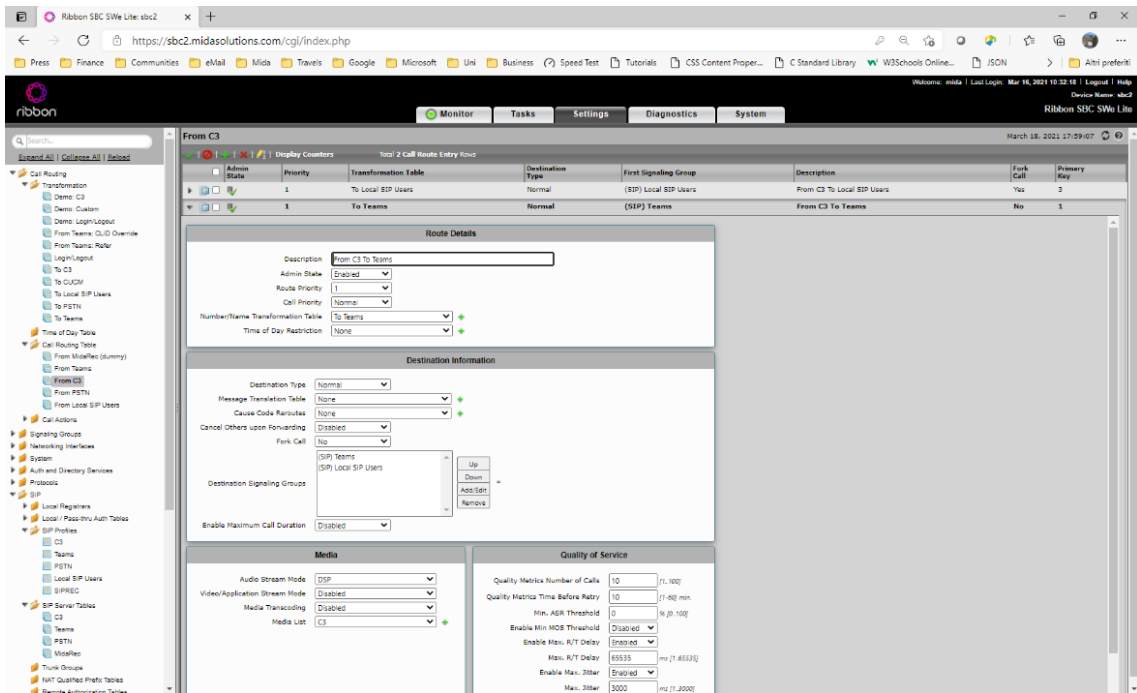 Ribbon SBC SWe Lite: sbc2
https://sbc2.midasolutions.com/cgi/index.php
Press Finance Communities eMail Mida Travels Google Microsoft Uni Business Speed Test Tutorials CSS Content Proper... C Standard Library W3Schools Online... JSON Altri preferiti
Welcome: mida | Last Login: Mar 16, 2021 10:32:18 | Logout | Help
Device Name: sbc2
ribbon
Ribbon SBC SWe Lite
Monitor Tasks Settings Diagnostics System
Search...
Expand All | Collapse All | Reload
Call Routing
Transformation
Demo: C3
Demo: Custom
Demo: Login/Logout
From Teams: CLID Override
From Teams: Refer
Login/Logout
To C3
To CUCM
To Local SIP Users
To PSTN
To Teams
Time of Day Table
Call Routing Table
From MidaRec (dummy)
From Teams
From C3
From PSTN
From Local SIP Users
Call Actions
Signaling Groups
Networking Interfaces
System
Auth and Directory Services
Protocols
SIP
Local Registrars
Local / Pass-thru Auth Tables
SIP Profiles
C3
Teams
PSTN
Local SIP Users
SIPREC
SIP Server Tables
C3
Teams
PSTN
MidaRec
Trunk Groups
NAT Qualified Prefix Tables
Remote Authorization Tables
From C3
March 18, 2021 17:59:07
Display Counters Total 2 Call Route Entry Rows
Admin State Priority Transformation Table Destination Type First Signaling Group Description Fork Call Primary Key
1 To Local SIP Users Normal (SIP) Local SIP Users From C3 To Local SIP Users Yes 3
1 To Teams Normal (SIP) Teams From C3 To Teams No 1
Route Details
Description From C3 To Teams
Admin State Enabled
Route Priority 1
Call Priority Normal
Number/Name Transformation Table To Teams
Time of Day Restriction None
Destination Information
Destination Type Normal
Message Translation Table None
Cause Code Reroutes None
Cancel Others upon Forwarding Disabled
Fork Call No
Destination Signaling Groups
(SIP) Teams
(SIP) Local SIP Users
Up
Down
Add/Edit
Remove
Enable Maximum Call Duration Disabled
Media
Audio Stream Mode DSP
Video/Application Stream Mode Disabled
Media Transcoding Disabled
Media List C3
Quality of Service
Quality Metrics Number of Calls 10 [1..100]
Quality Metrics Time Before Retry 10 [1-60] min.
Min. ASR Threshold 0 % [0..100]
Enable Min MOS Threshold Disabled
Enable Max. R/T Delay Enabled
Max. R/T Delay 65535 ms [1..65535]
Enable Max. Jitter Enabled
Max. Jitter 3000 ms [1..3000]